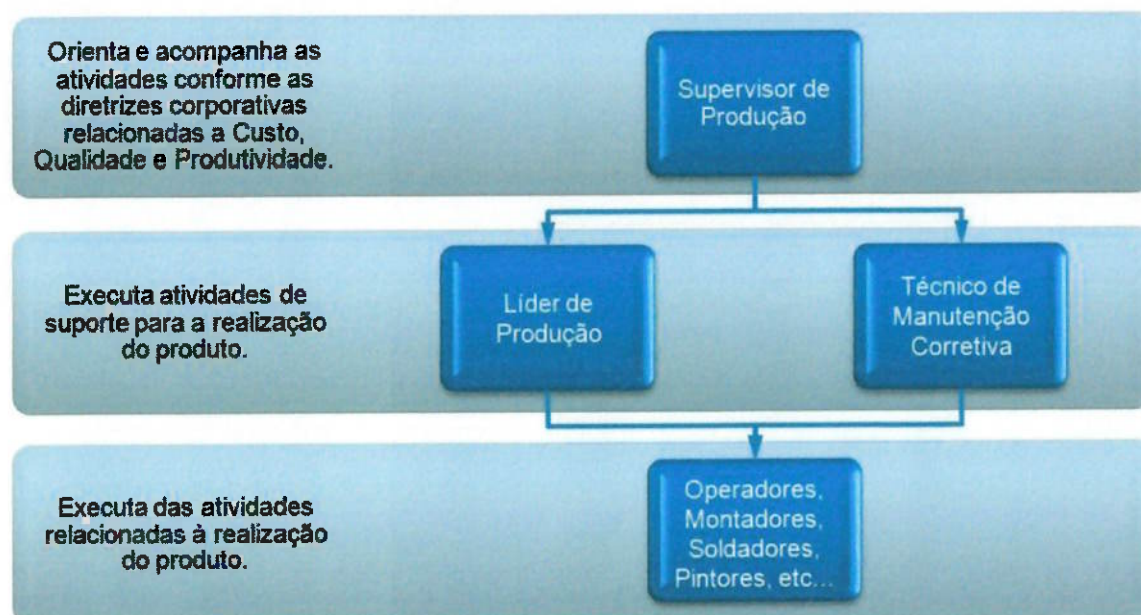 Orienta e acompanha as
atividades conforme as
diretrizes corporativas
relacionadas a Custo,
Qualidade e Produtividade.
Supervisor de
Produção
Executa atividades de
suporte para a realização
do produto.
Líder de
Produção
Técnico de
Manutenção
Corretiva
Executa das atividades
relacionadas à realização
do produto.
Operadores,
Montadores,
Soldadores,
Pintores, etc...